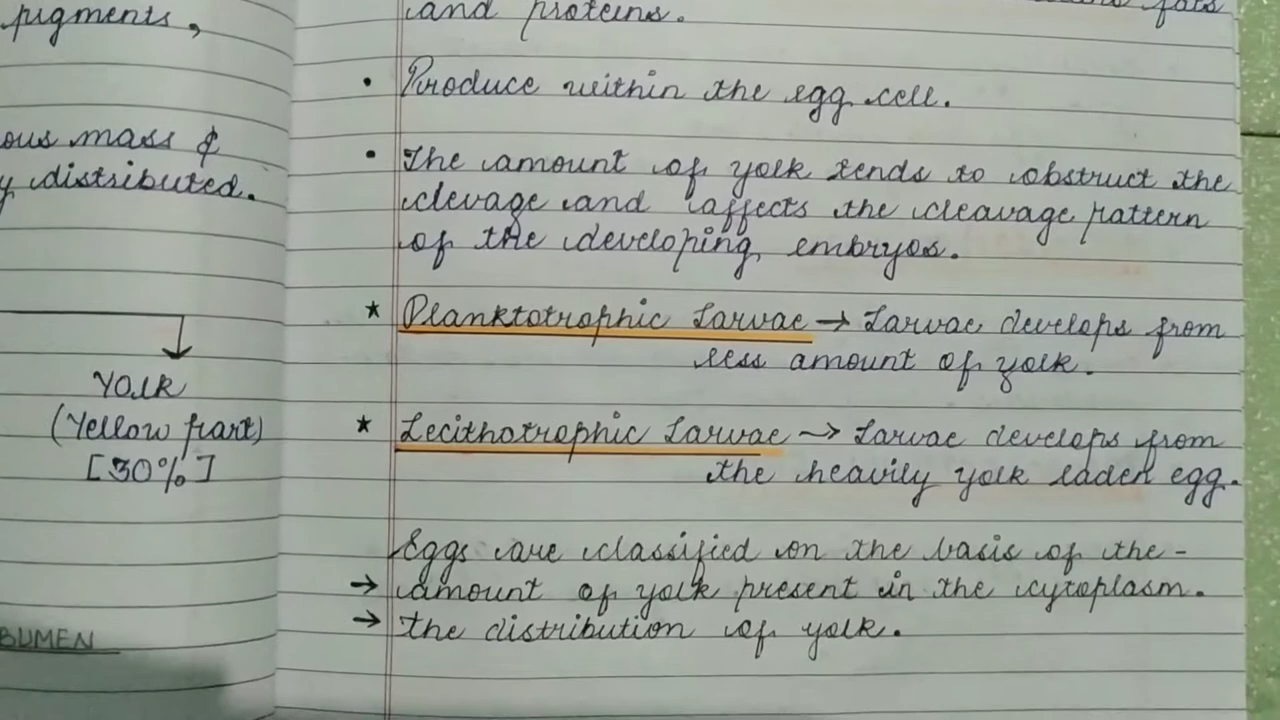 pigments,
ous mass &
y distributed.
Yolk
(Yellow part)
[30%]
BUMEN
fats
and proteins.
• Produce within the egg cell.
• The amount of yolk tends to obstruct the
clevage and affects the cleavage pattern
of the developing embryos.
* Planktotrophic Larvae → Larvae develops from
less amount of yolk.
* Lecithotrophic Larvae → Larvae develops from
the heavily yolk laden egg.
Eggs are classified on the basis of the -
→ amount of yolk present in the cytoplasm.
→ the distribution of yolk.